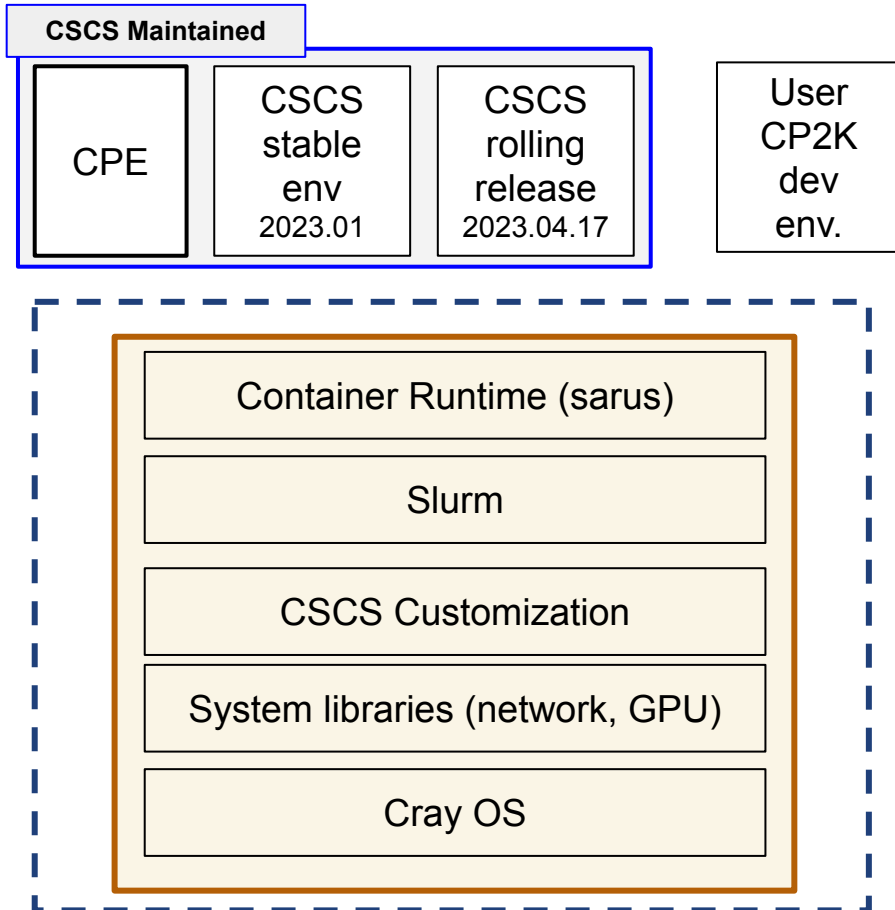 CSCS Maintained
CPE
CSCS
stable
env
2023.01
CSCS
rolling
release
2023.04.17
User
CP2K
dev
env.
Container Runtime (sarus)
Slurm
CSCS Customization
System libraries (network, GPU)
Cray OS